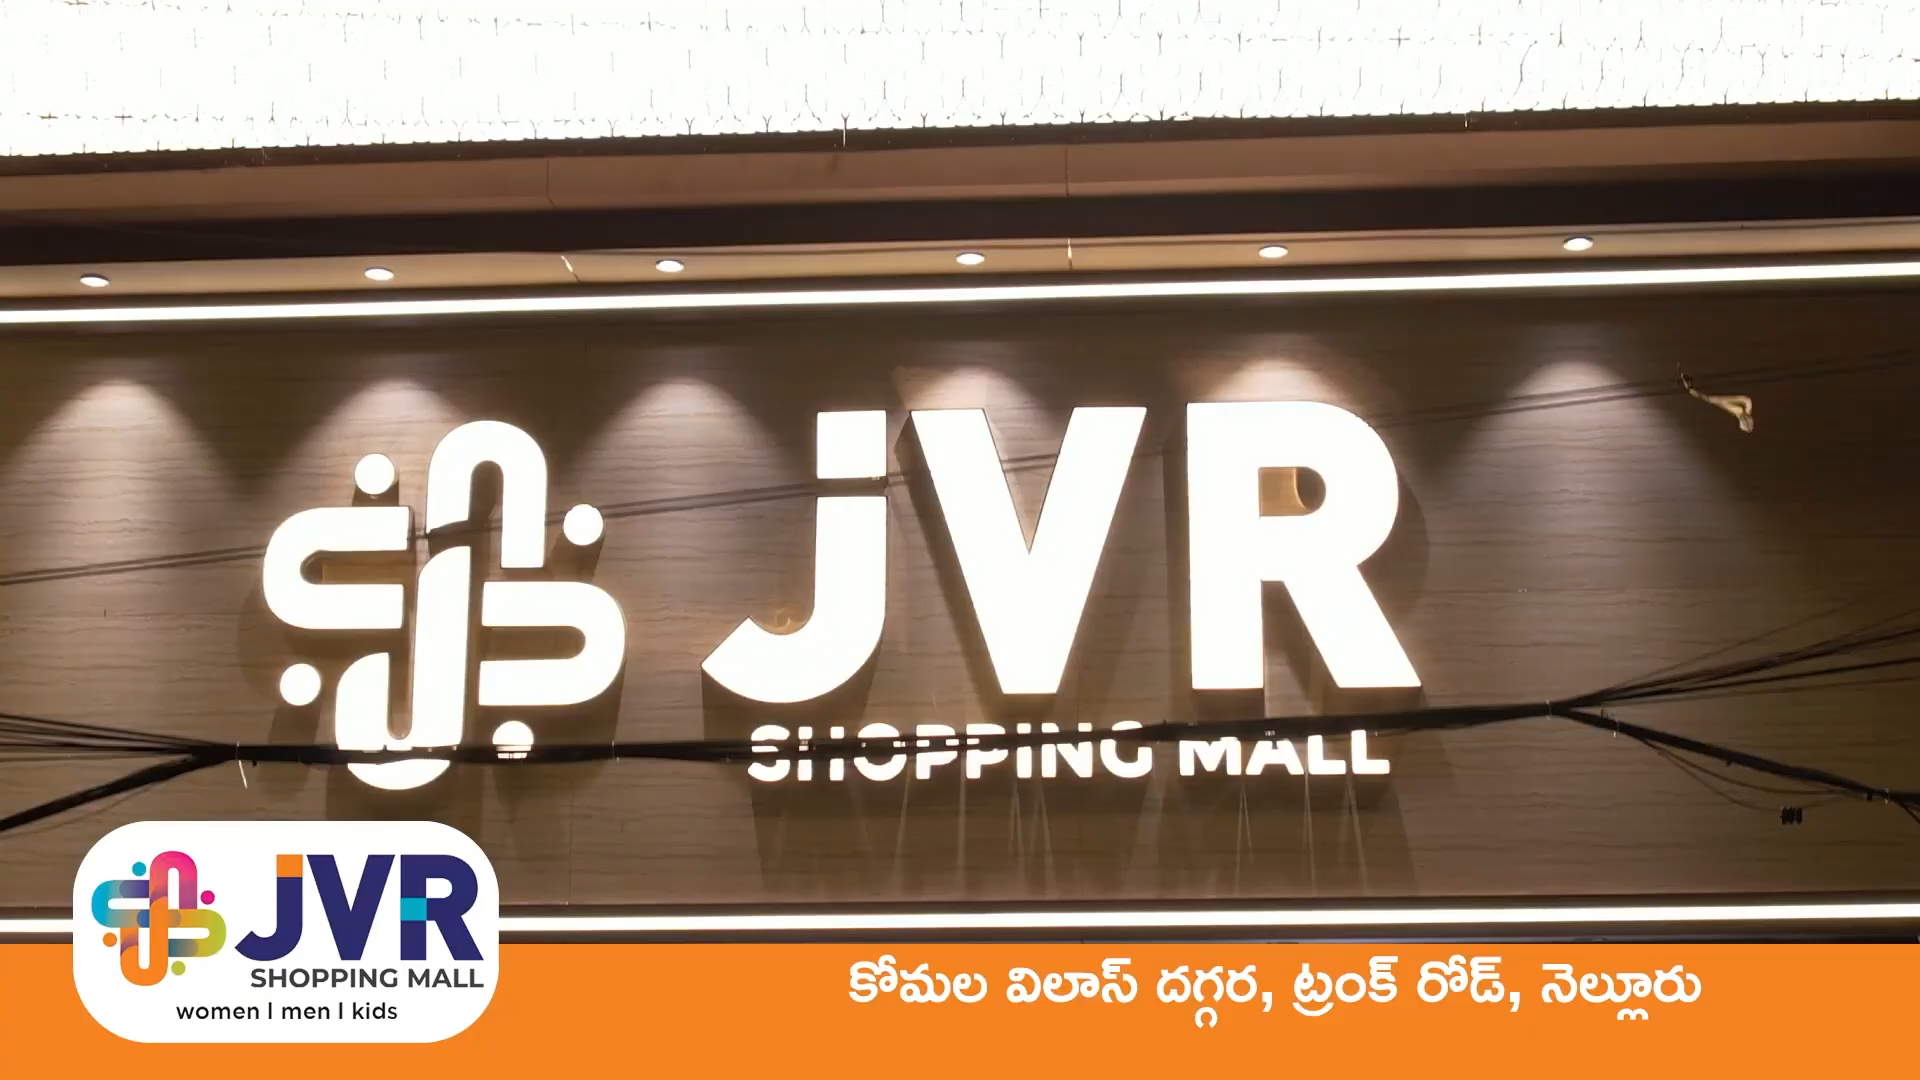 jVR
SHOPPING MALL
jVR
SHOPPING MALL
women | men | kids
కోమల విలాస్ దగ్గర, ట్రంక్ రోడ్, నెల్లూరు